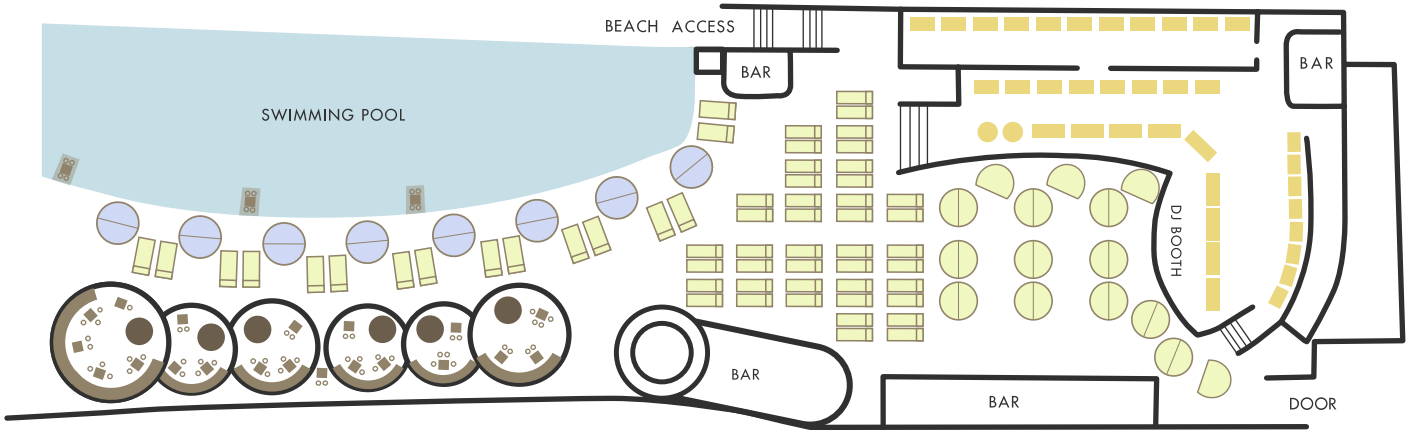 BEACH ACCESS
BAR
BAR
SWIMMING POOL
DJ BOOTH
BAR
BAR
DOOR